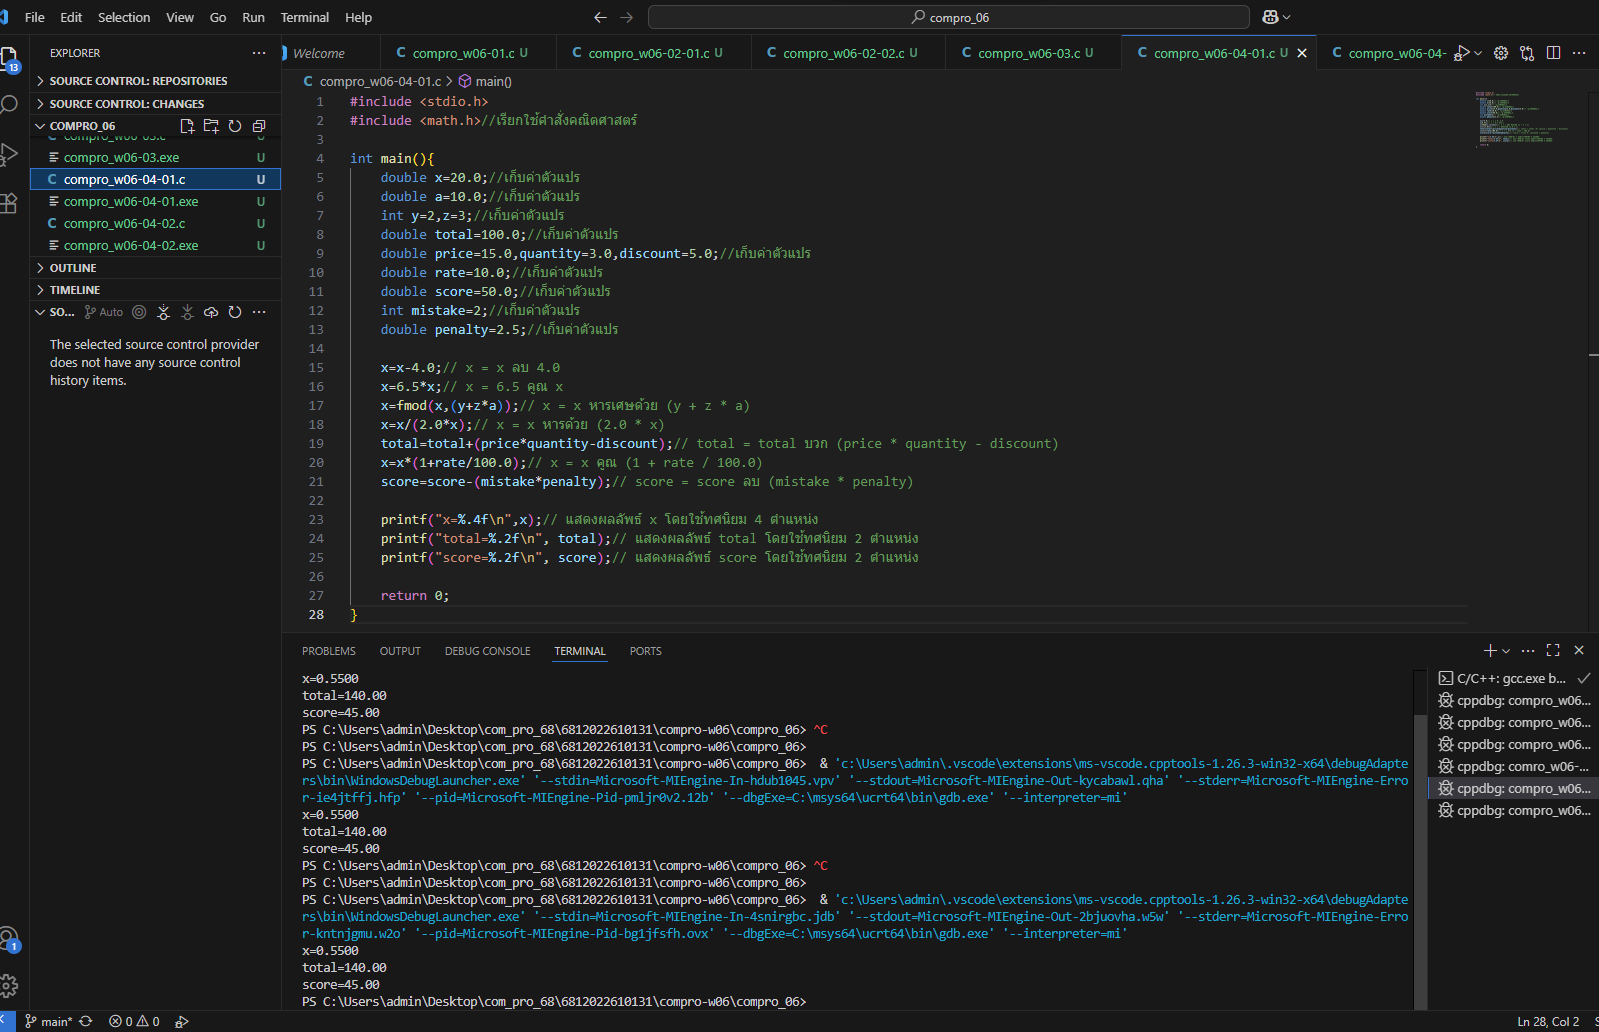 File Edit Selection View Go Run Terminal Help
compro_06
EXPLORER
Welcome
compro_w06-01.c U
compro_w06-02-01.c U
compro_w06-02-02.c U
compro_w06-03.c U
compro_w06-04-01.c U
compro_w06-04-
13
SOURCE CONTROL: REPOSITORIES
SOURCE CONTROL: CHANGES
COMPRO_06
compro_w06-03.c U
compro_w06-03.exe U
compro_w06-04-01.c U
compro_w06-04-01.exe U
compro_w06-04-02.c U
compro_w06-04-02.exe U
OUTLINE
TIMELINE
SO... Auto
The selected source control provider
does not have any source control
history items.
compro_w06-04-01.c > main()
1 #include <stdio.h>
2 #include <math.h>//เรียกใช้คำสั่งคณิตศาสตร์
3
4 int main(){
5 double x=20.0;//เก็บค่าตัวแปร
6 double a=10.0;//เก็บค่าตัวแปร
7 int y=2,z=3;//เก็บค่าตัวแปร
8 double total=100.0;//เก็บค่าตัวแปร
9 double price=15.0,quantity=3.0,discount=5.0;//เก็บค่าตัวแปร
10 double rate=10.0;//เก็บค่าตัวแปร
11 double score=50.0;//เก็บค่าตัวแปร
12 int mistake=2;//เก็บค่าตัวแปร
13 double penalty=2.5;//เก็บค่าตัวแปร
14
15 x=x-4.0;// x = x ลบ 4.0
16 x=6.5*x;// x = 6.5 คูณ x
17 x=fmod(x,(y+z*a));// x = x หารเศษด้วย (y + z * a)
18 x=x/(2.0*x);// x = x หารด้วย (2.0 * x)
19 total=total+(price*quantity-discount);// total = total บวก (price * quantity - discount)
20 x=x*(1+rate/100.0);// x = x คูณ (1 + rate / 100.0)
21 score=score-(mistake*penalty);// score = score ลบ (mistake * penalty)
22
23 printf("x=%.4f\n",x);// แสดงผลลัพธ์ x โดยใช้ทศนิยม 4 ตำแหน่ง
24 printf("total=%.2f\n", total);// แสดงผลลัพธ์ total โดยใช้ทศนิยม 2 ตำแหน่ง
25 printf("score=%.2f\n", score);// แสดงผลลัพธ์ score โดยใช้ทศนิยม 2 ตำแหน่ง
26
27 return 0;
28 }
PROBLEMS OUTPUT DEBUG CONSOLE TERMINAL PORTS
x=0.5500
total=140.00
score=45.00
PS C:\Users\admin\Desktop\com_pro_68\6812022610131\compro-w06\compro_06> ^C
PS C:\Users\admin\Desktop\com_pro_68\6812022610131\compro-w06\compro_06>
PS C:\Users\admin\Desktop\com_pro_68\6812022610131\compro-w06\compro_06> & 'c:\Users\admin\.vscode\extensions\ms-vscode.cpptools-1.26.3-win32-x64\debugAdapte
rs\bin\WindowsDebugLauncher.exe' '--stdin=Microsoft-MIEngine-In-hdub1045.vpv' '--stdout=Microsoft-MIEngine-Out-kycabawl.qha' '--stderr=Microsoft-MIEngine-Erro
r-ie4jtffj.hfp' '--pid=Microsoft-MIEngine-Pid-pmljr0v2.12b' '--dbgExe=C:\msys64\ucrt64\bin\gdb.exe' '--interpreter=mi'
x=0.5500
total=140.00
score=45.00
PS C:\Users\admin\Desktop\com_pro_68\6812022610131\compro-w06\compro_06> ^C
PS C:\Users\admin\Desktop\com_pro_68\6812022610131\compro-w06\compro_06>
PS C:\Users\admin\Desktop\com_pro_68\6812022610131\compro-w06\compro_06> & 'c:\Users\admin\.vscode\extensions\ms-vscode.cpptools-1.26.3-win32-x64\debugAdapte
rs\bin\WindowsDebugLauncher.exe' '--stdin=Microsoft-MIEngine-In-4snirgbc.jdb' '--stdout=Microsoft-MIEngine-Out-2bjuovha.w5w' '--stderr=Microsoft-MIEngine-Erro
r-kntnjgmu.w2o' '--pid=Microsoft-MIEngine-Pid-bg1jfsfh.ovx' '--dbgExe=C:\msys64\ucrt64\bin\gdb.exe' '--interpreter=mi'
x=0.5500
total=140.00
score=45.00
PS C:\Users\admin\Desktop\com_pro_68\6812022610131\compro-w06\compro_06>
C/C++: gcc.exe b...
cppdbg: compro_w06...
cppdbg: compro_w06...
cppdbg: compro_w06...
cppdbg: comro_w06-...
cppdbg: compro_w06...
cppdbg: compro_w06...
1
main* 0 0
Ln 28, Col 2